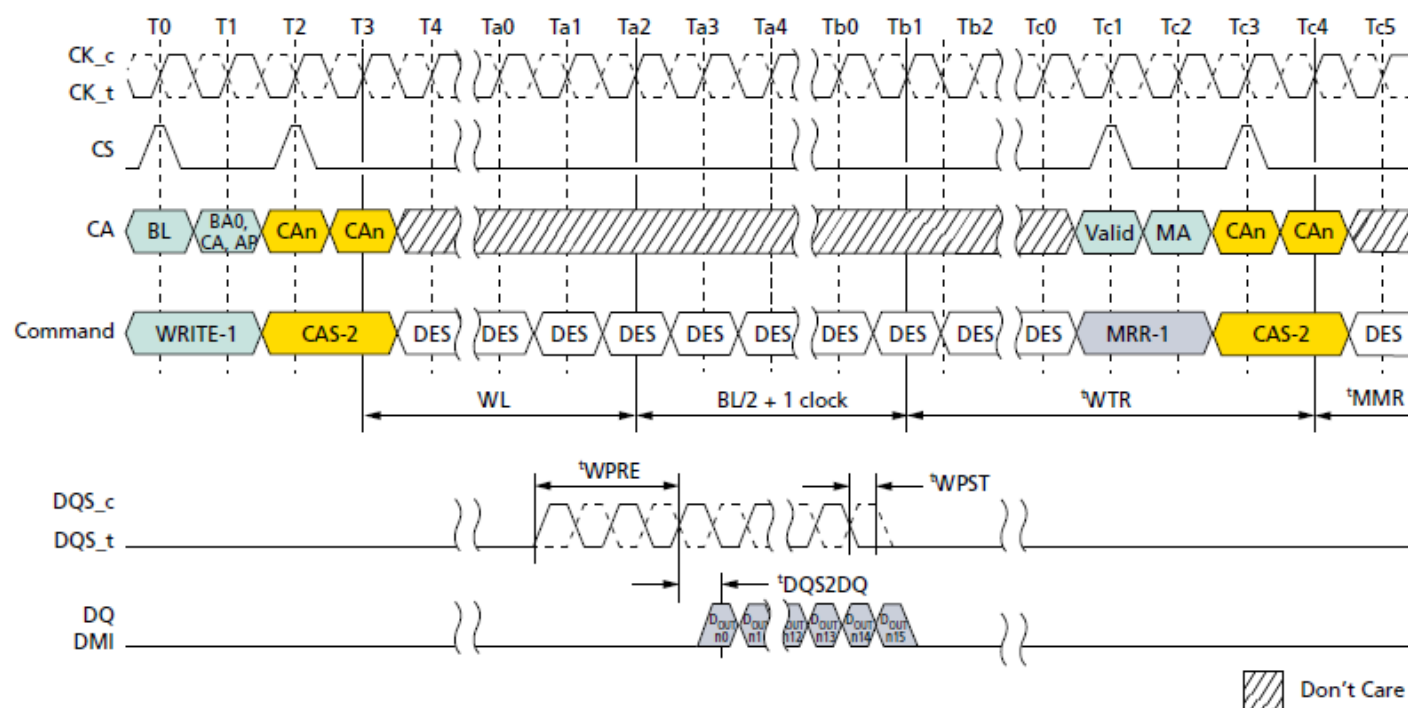 T0 T1 T2 T3 T4 Ta0 Ta1 Ta2 Ta3 Ta4 Tb0 Tb1 Tb2 Tc0 Tc1 Tc2 Tc3 Tc4 Tc5
CK_c
CK_t
CS
CA BL BA0, CA, AP CAn CAn Valid MA CAn CAn
Command WRITE-1 CAS-2 DES DES DES DES DES DES DES DES DES DES MRR-1 CAS-2 DES
WL BL/2 + 1 clock tWTR tMMR
tWPRE tWPST
DQS_c
DQS_t
tDQS2DQ
DQ
DMI
DOUT n0 DOUT n1 DOUT n12 DOUT n13 DOUT n14 DOUT n15
Don't Care